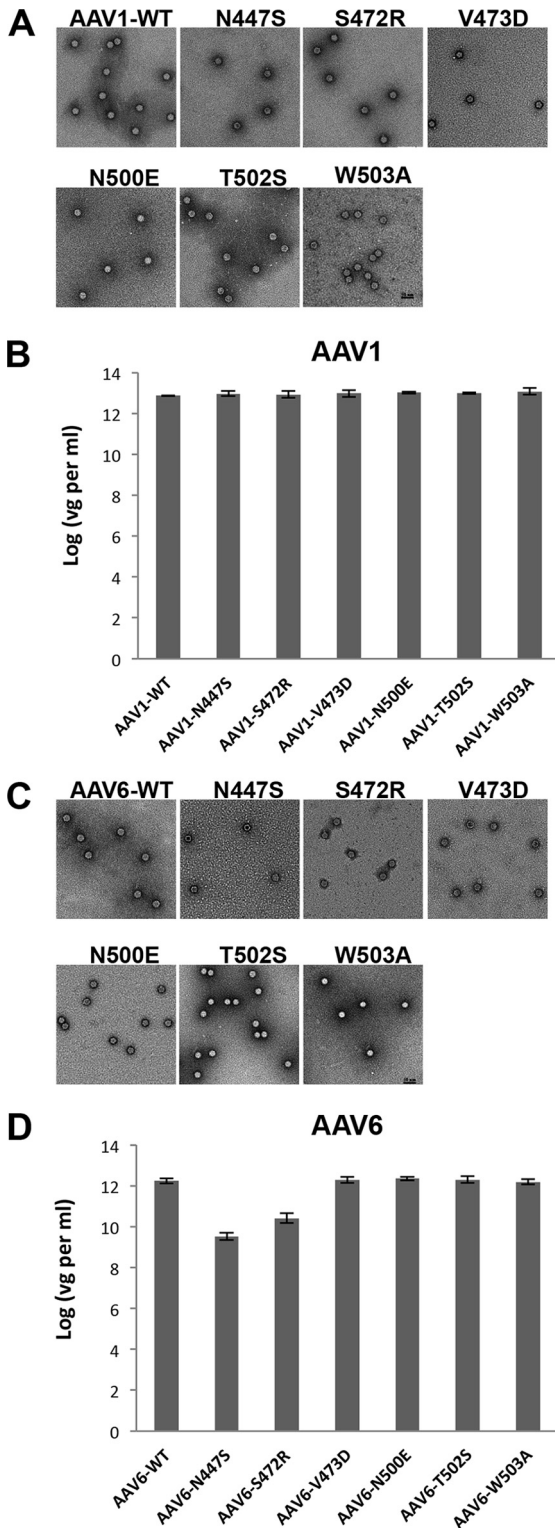 A
AAV1-WT N447S S472R V473D
N500E T502S W503A
B
AAV1
Log (vg per ml)
14
12
10
8
6
4
2
0
AAV1-WT
AAV1-N447S
AAV1-S472R
AAV1-V473D
AAV1-N500E
AAV1-T502S
AAV1-W503A
C
AAV6-WT N447S S472R V473D
N500E T502S W503A
D
AAV6
Log (vg per ml)
14
12
10
8
6
4
2
0
AAV6-WT
AAV6-N447S
AAV6-S472R
AAV6-V473D
AAV6-N500E
AAV6-T502S
AAV6-W503A